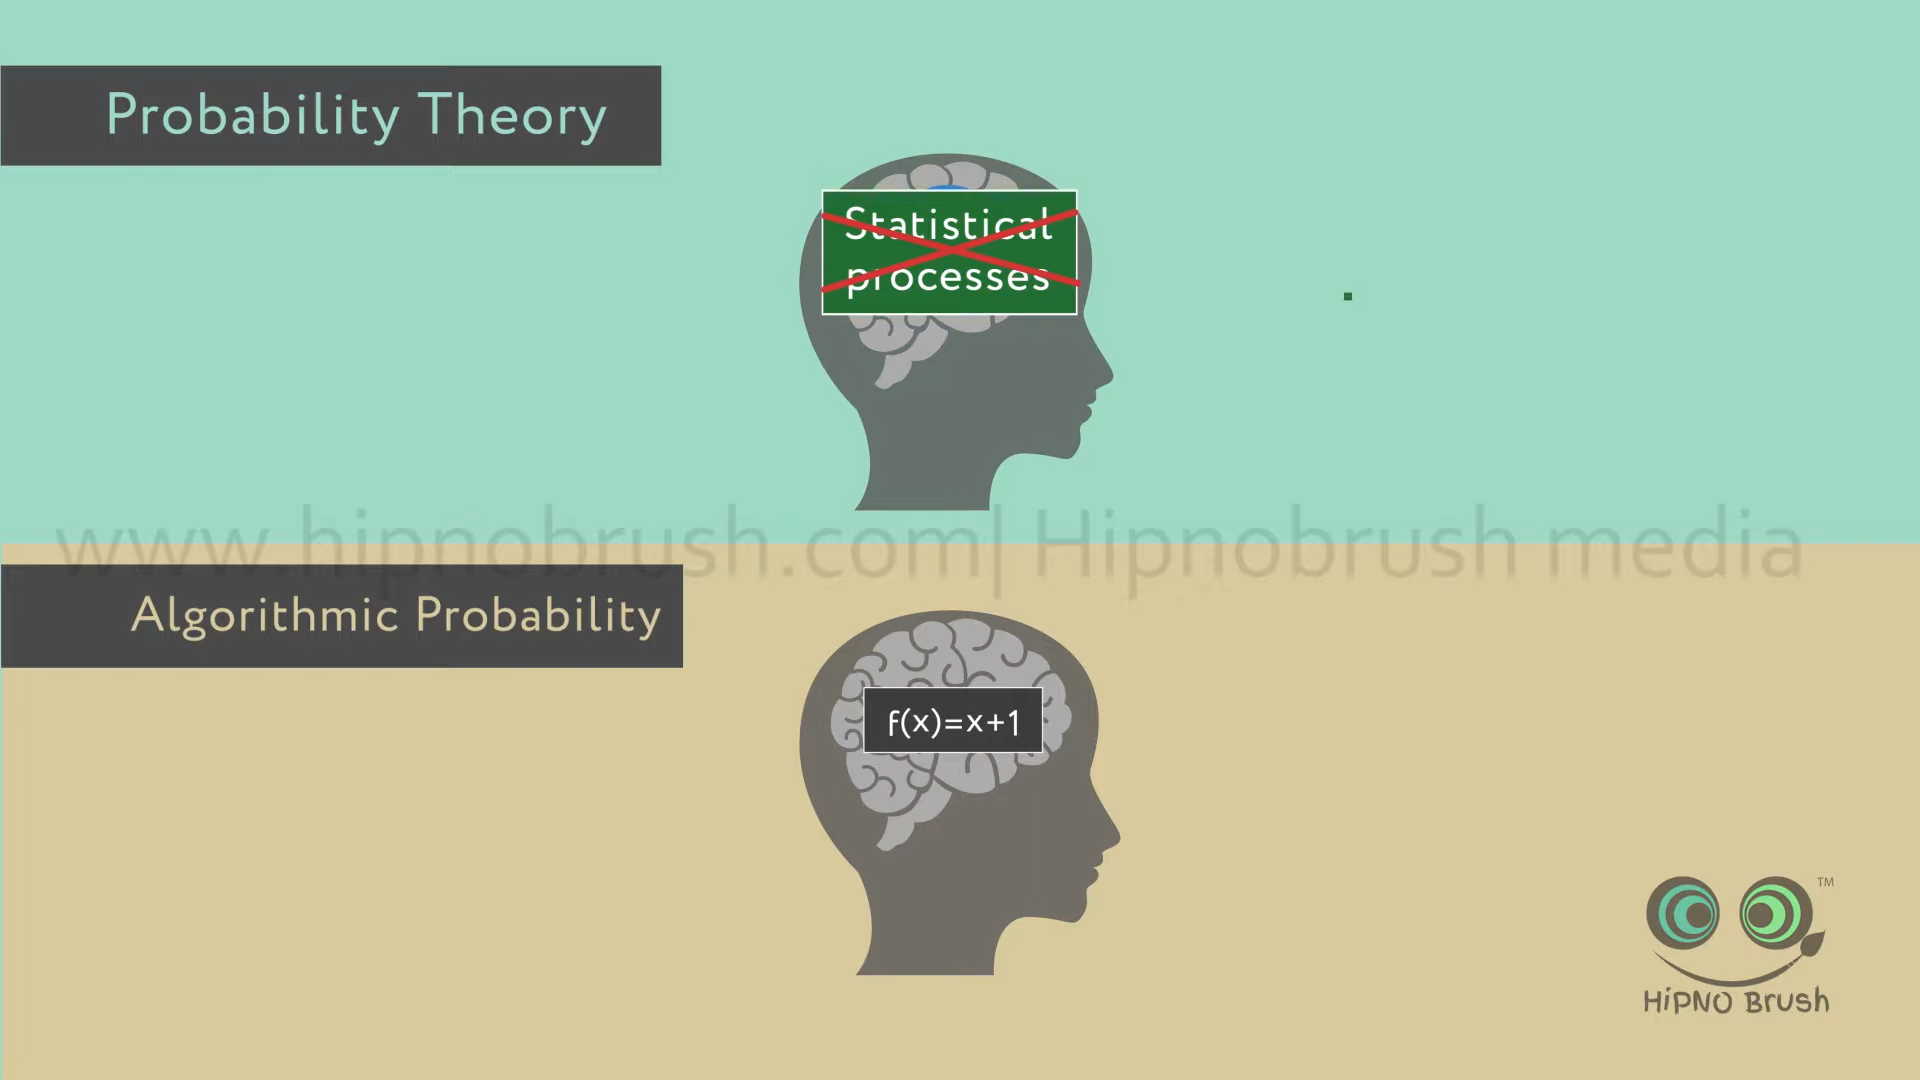 Probability Theory
Statistical
processes
www.hipnobrush.com| Hipnobrush media
Algorithmic Probability
f(x)=x+1
TM
HiPNO Brush